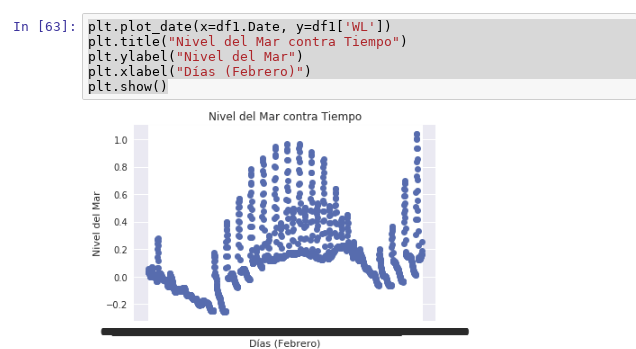 In [63]: plt.plot_date(x=df1.Date, y=df1['WL'])
plt.title("Nivel del Mar contra Tiempo")
plt.ylabel("Nivel del Mar")
plt.xlabel("Días (Febrero)")
plt.show()
Nivel del Mar contra Tiempo
1.0
0.8
0.6
0.4
0.2
0.0
−0.2
Nivel del Mar
Días (Febrero)